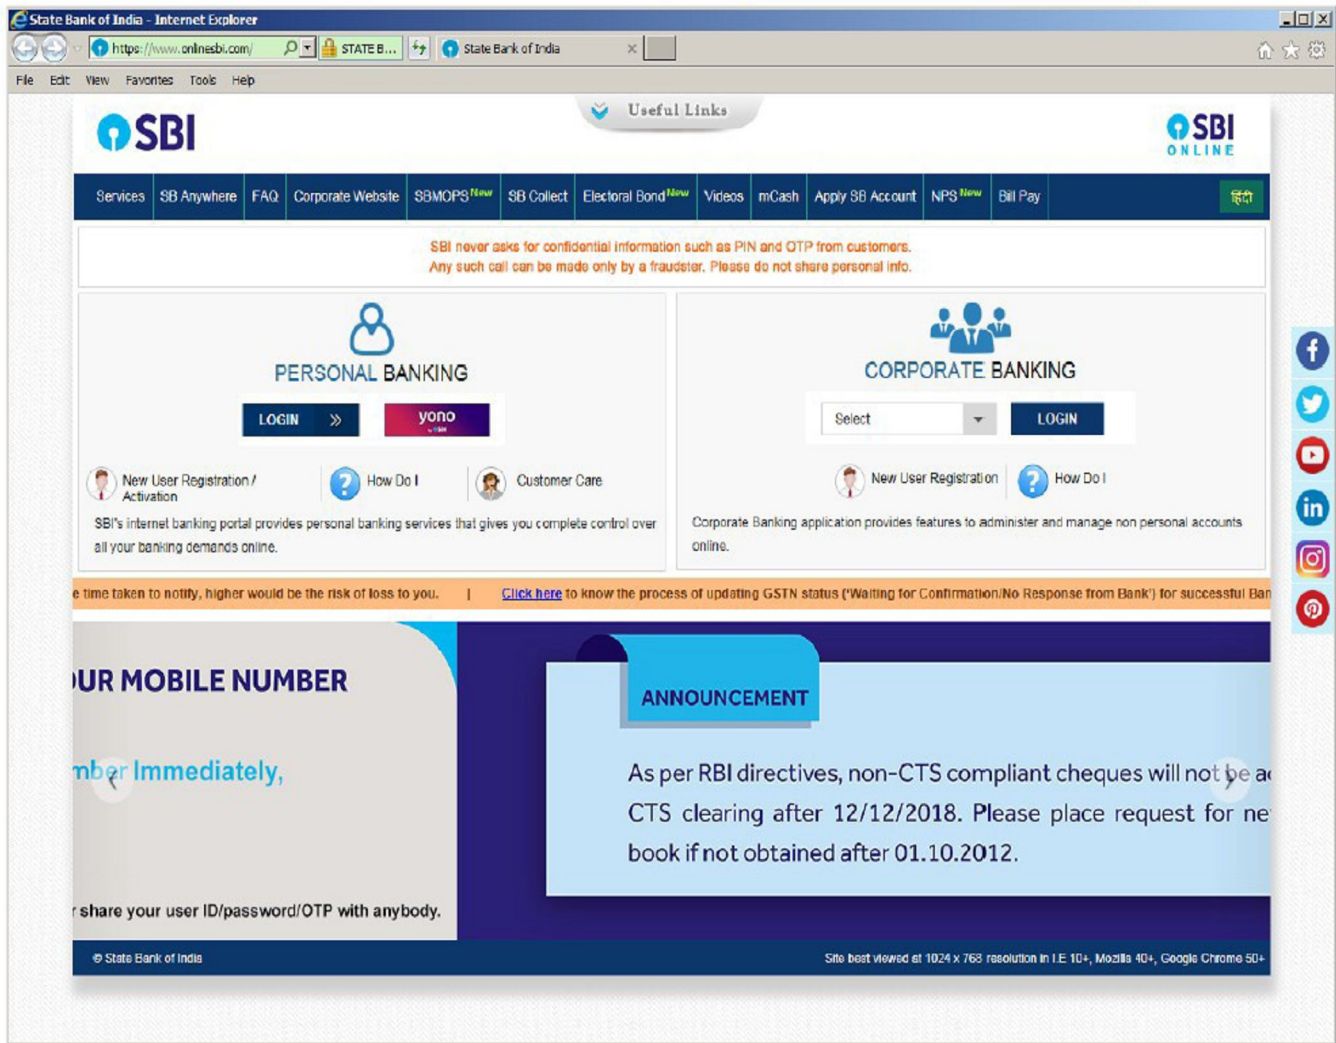 State Bank of India - Internet Explorer
https://www.onlinesbi.com/
STATE B...
State Bank of India
File Edit View Favorites Tools Help
Useful Links
SBI
SBI
ONLINE
Services SB Anywhere FAQ Corporate Website SBMOPS New SB Collect Electoral Bond New Videos mCash Apply SB Account NPS New Bill Pay हिंदी
SBI never asks for confidential information such as PIN and OTP from customers.
Any such call can be made only by a fraudster. Please do not share personal info.
PERSONAL BANKING
LOGIN »
yono
New User Registration /
Activation
How Do I
Customer Care
SBI's internet banking portal provides personal banking services that gives you complete control over
all your banking demands online.
CORPORATE BANKING
Select
LOGIN
New User Registration
How Do I
Corporate Banking application provides features to administer and manage non personal accounts
online.
e time taken to notify, higher would be the risk of loss to you. | Click here to know the process of updating GSTN status ('Waiting for Confirmation/No Response from Bank') for successful Ban
OUR MOBILE NUMBER
mber Immediately,
r share your user ID/password/OTP with anybody.
ANNOUNCEMENT
As per RBI directives, non-CTS compliant cheques will not be ac
CTS clearing after 12/12/2018. Please place request for ne
book if not obtained after 01.10.2012.
© State Bank of India
Site best viewed at 1024 x 768 resolution in I.E 10+, Mozilla 40+, Google Chrome 50+